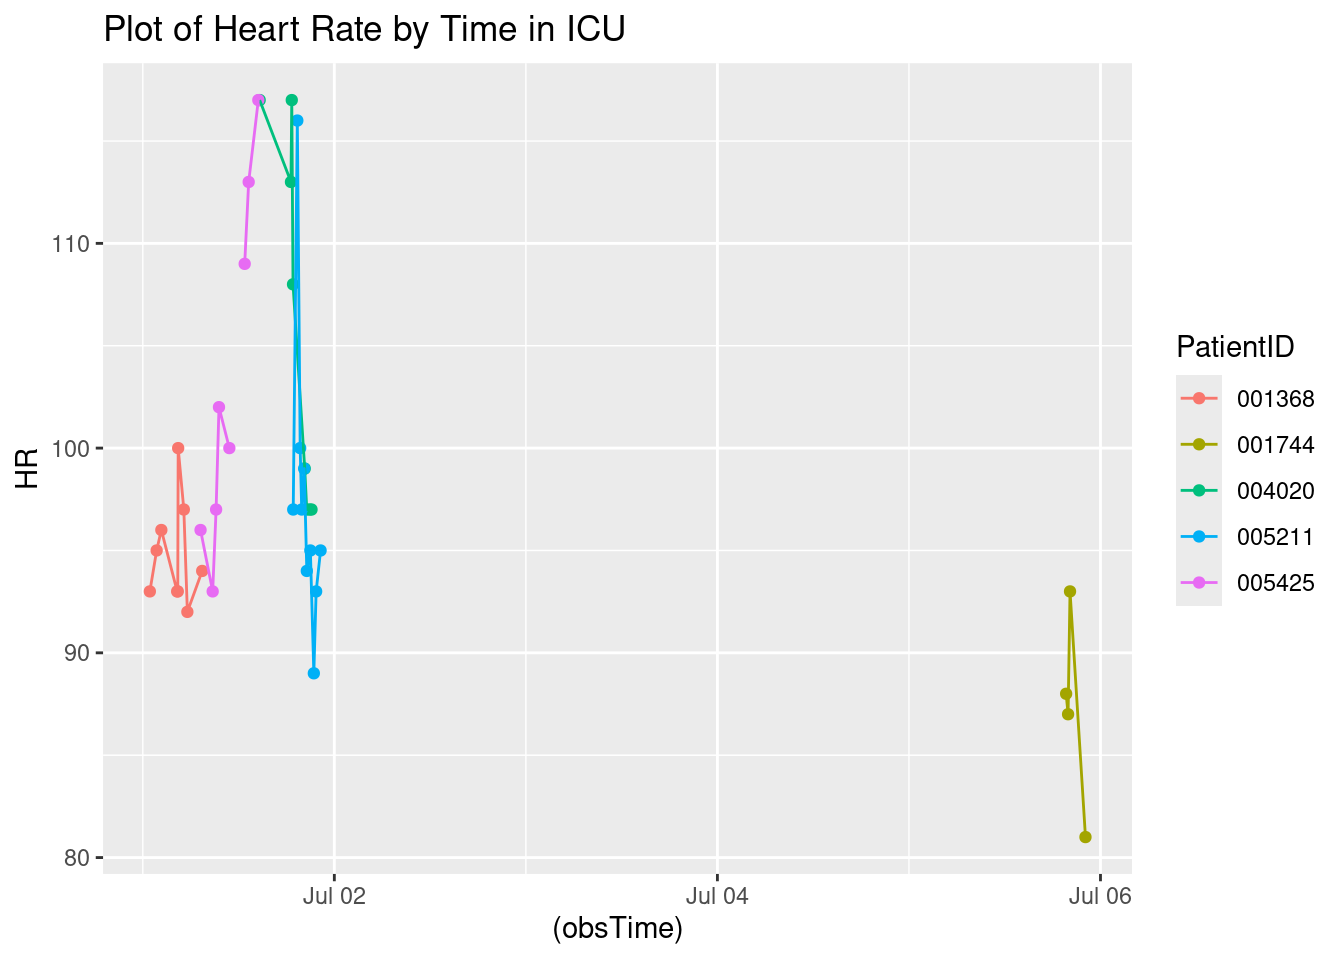 Plot of Heart Rate by Time in ICU
HR
110
100
90
80
Jul 02
Jul 04
Jul 06
(obsTime)
PatientID
001368
001744
004020
005211
005425